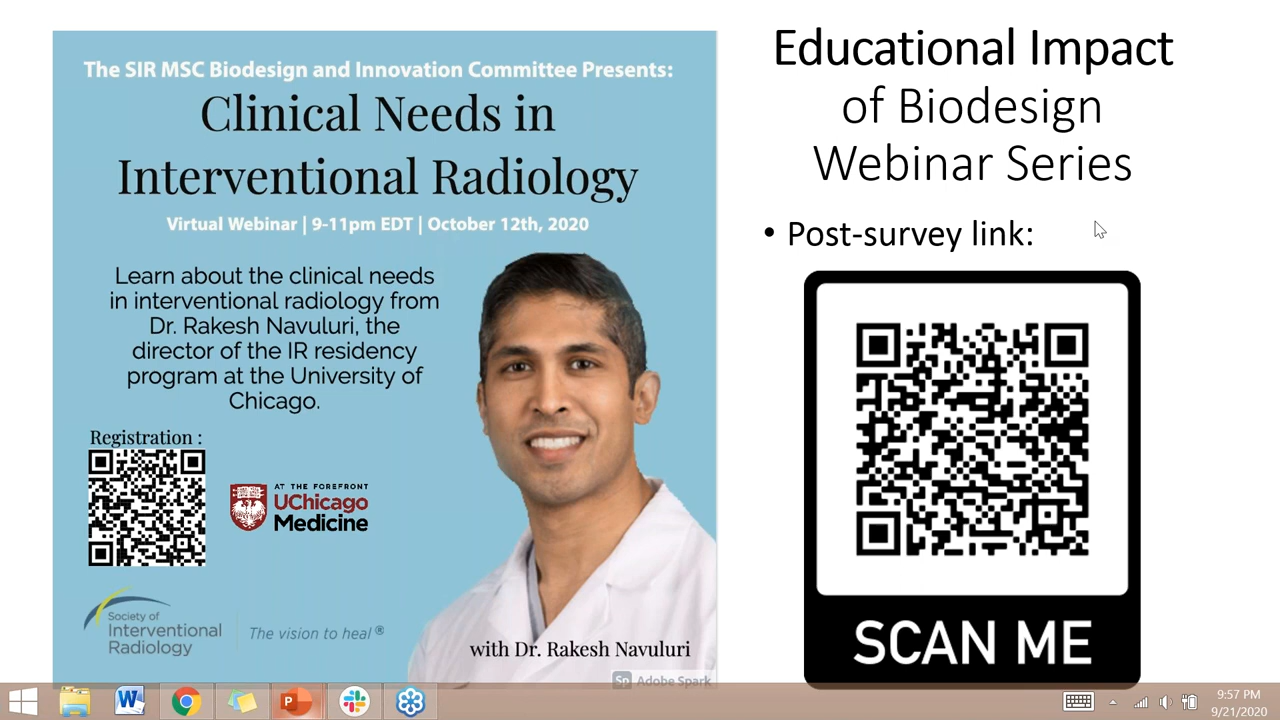 The SIR MSC Biodesign and Innovation Committee Presents:
Clinical Needs in
Interventional Radiology
Virtual Webinar | 9-11pm EDT | October 12th, 2020
Learn about the clinical needs
in interventional radiology from
Dr. Rakesh Navuluri, the
director of the IR residency
program at the University of
Chicago.
Registration :
AT THE FOREFRONT
UChicago
Medicine
Society of
Interventional
Radiology
The vision to heal ®
with Dr. Rakesh Navuluri
Sp Adobe Spark
Educational Impact
of Biodesign
Webinar Series
• Post-survey link:
SCAN ME
9:57 PM
9/21/2020